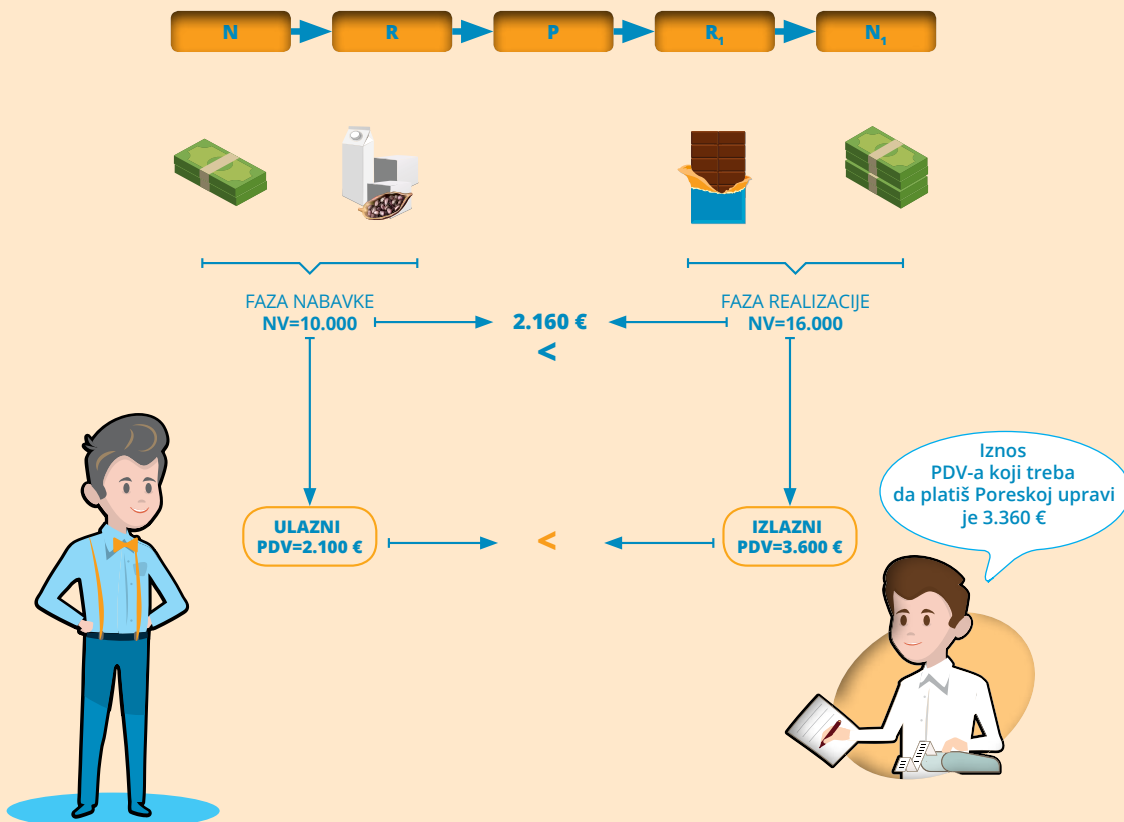 N R P R₁ N₁
FAZA NABAVKE
NV=10.000
2.160 €
<
FAZA REALIZACIJE
NV=16.000
Iznos
PDV-a koji treba
da platiš Poreskoj upravi
je 3.360 €
ULAZNI
PDV=2.100 €
<
IZLAZNI
PDV=3.600 €